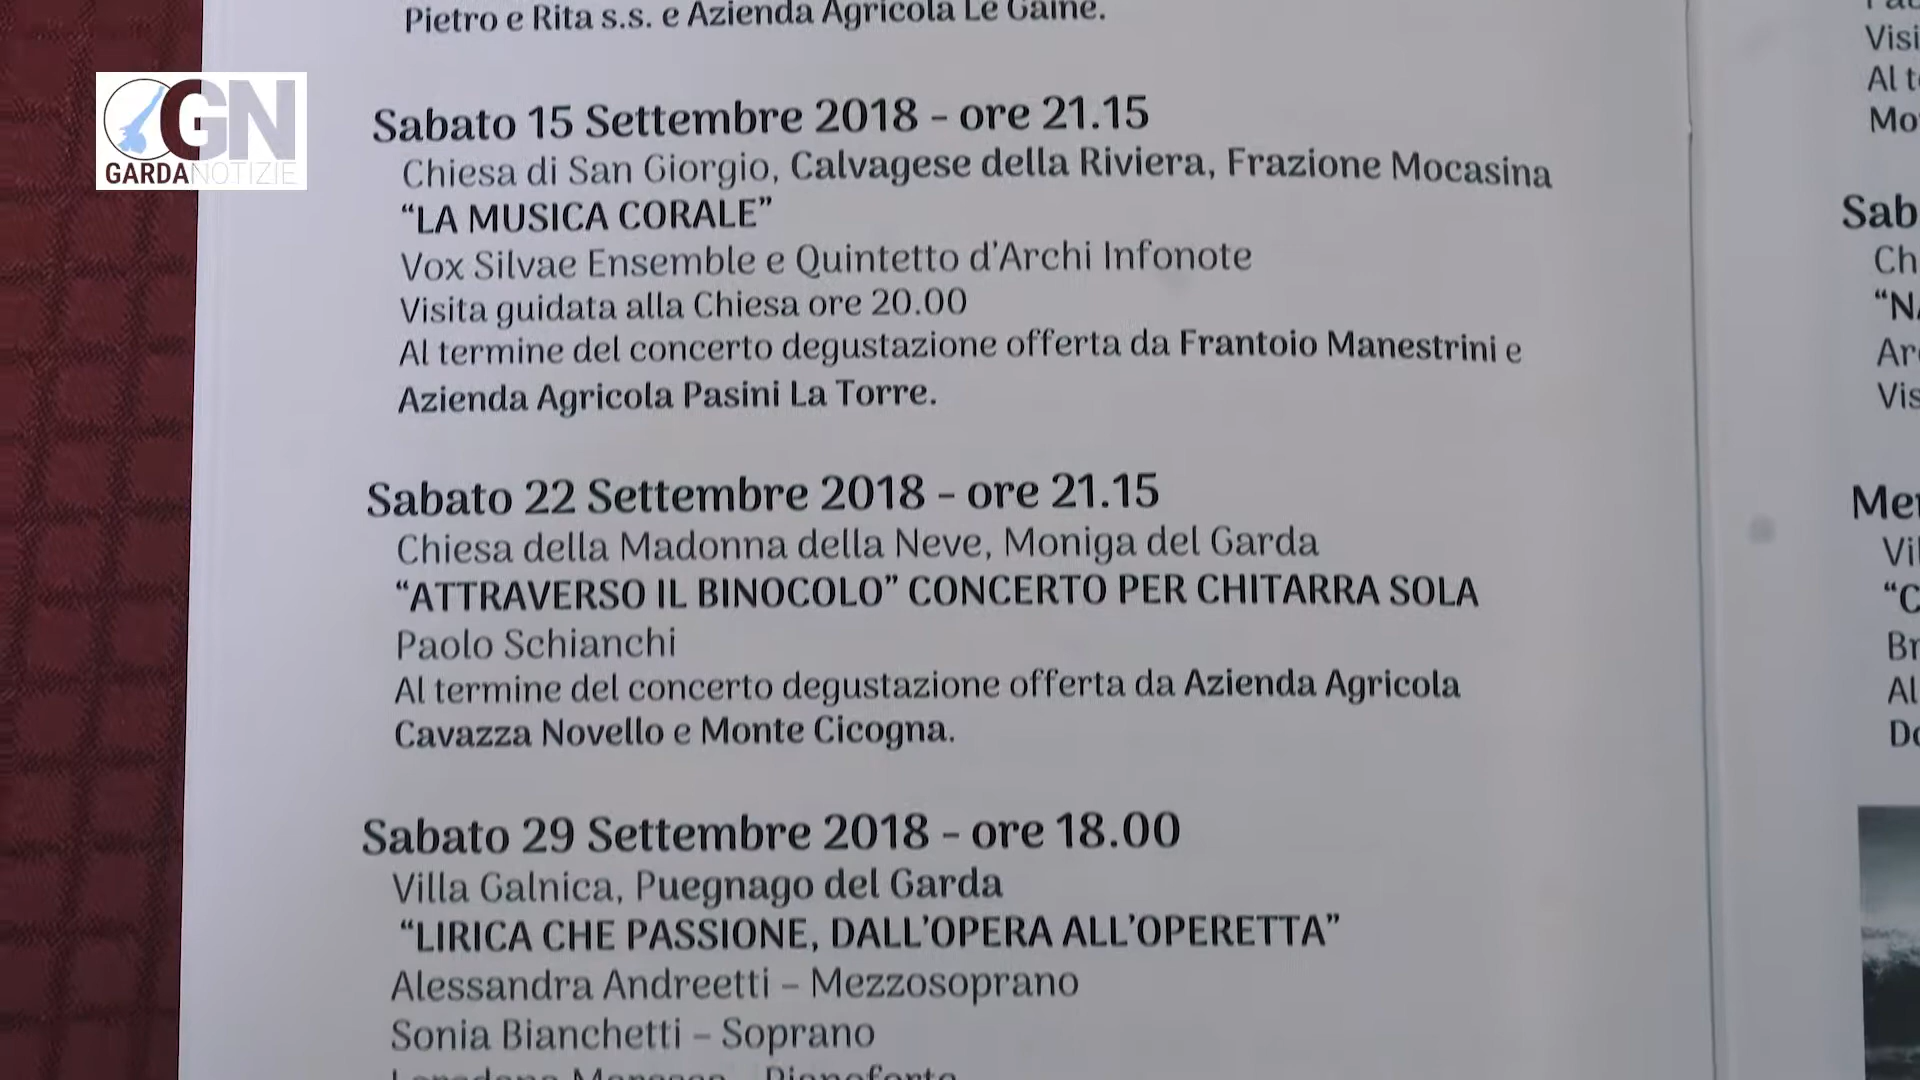 Pietro e Rita s.s. e Azienda Agricola Le Gaine.
GN
GARDANOTIZIE
Sabato 15 Settembre 2018 - ore 21.15
Chiesa di San Giorgio, Calvagese della Riviera, Frazione Mocasina
“LA MUSICA CORALE”
Vox Silvae Ensemble e Quintetto d’Archi Infonote
Visita guidata alla Chiesa ore 20.00
Al termine del concerto degustazione offerta da Frantoio Manestrini e
Azienda Agricola Pasini La Torre.
Sabato 22 Settembre 2018 - ore 21.15
Chiesa della Madonna della Neve, Moniga del Garda
“ATTRAVERSO IL BINOCOLO” CONCERTO PER CHITARRA SOLA
Paolo Schianchi
Al termine del concerto degustazione offerta da Azienda Agricola
Cavazza Novello e Monte Cicogna.
Sabato 29 Settembre 2018 - ore 18.00
Villa Galnica, Puegnago del Garda
“LIRICA CHE PASSIONE, DALL’OPERA ALL’OPERETTA”
Alessandra Andreetti – Mezzosoprano
Sonia Bianchetti – Soprano